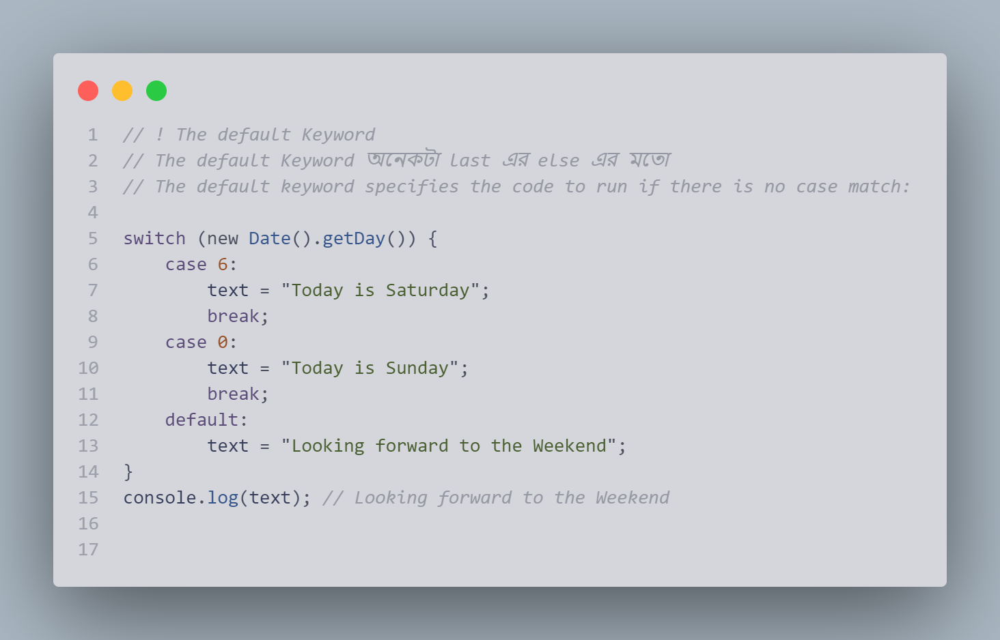 1 // ! The default Keyword
2 // The default Keyword অনেকটা last এর else এর মতো
3 // The default keyword specifies the code to run if there is no case match:
4
5 switch (new Date().getDay()) {
6     case 6:
7         text = "Today is Saturday";
8         break;
9     case 0:
10         text = "Today is Sunday";
11         break;
12     default:
13         text = "Looking forward to the Weekend";
14 }
15 console.log(text); // Looking forward to the Weekend
16
17